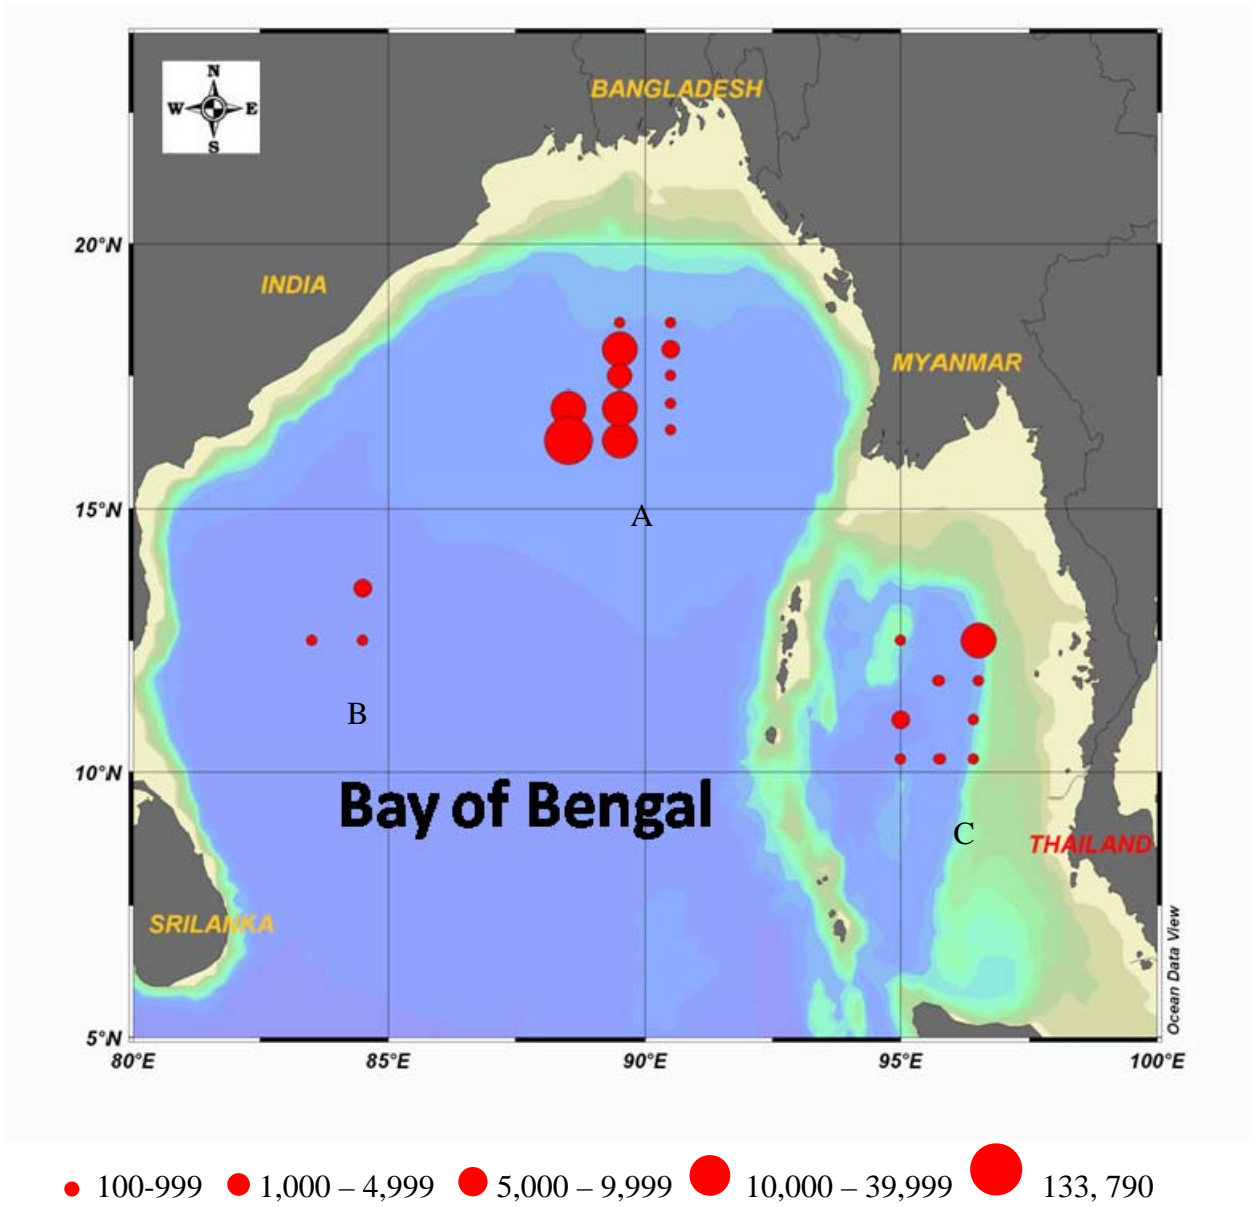 N
W E
S
BANGLADESH
20°N
INDIA
MYANMAR
15°N
A
B
10°N
Bay of Bengal
C
THAILAND
SRILANKA
Ocean Data View
5°N
80°E 85°E 90°E 95°E 100°E
100-999 1,000 – 4,999 5,000 – 9,999 10,000 – 39,999 133, 790